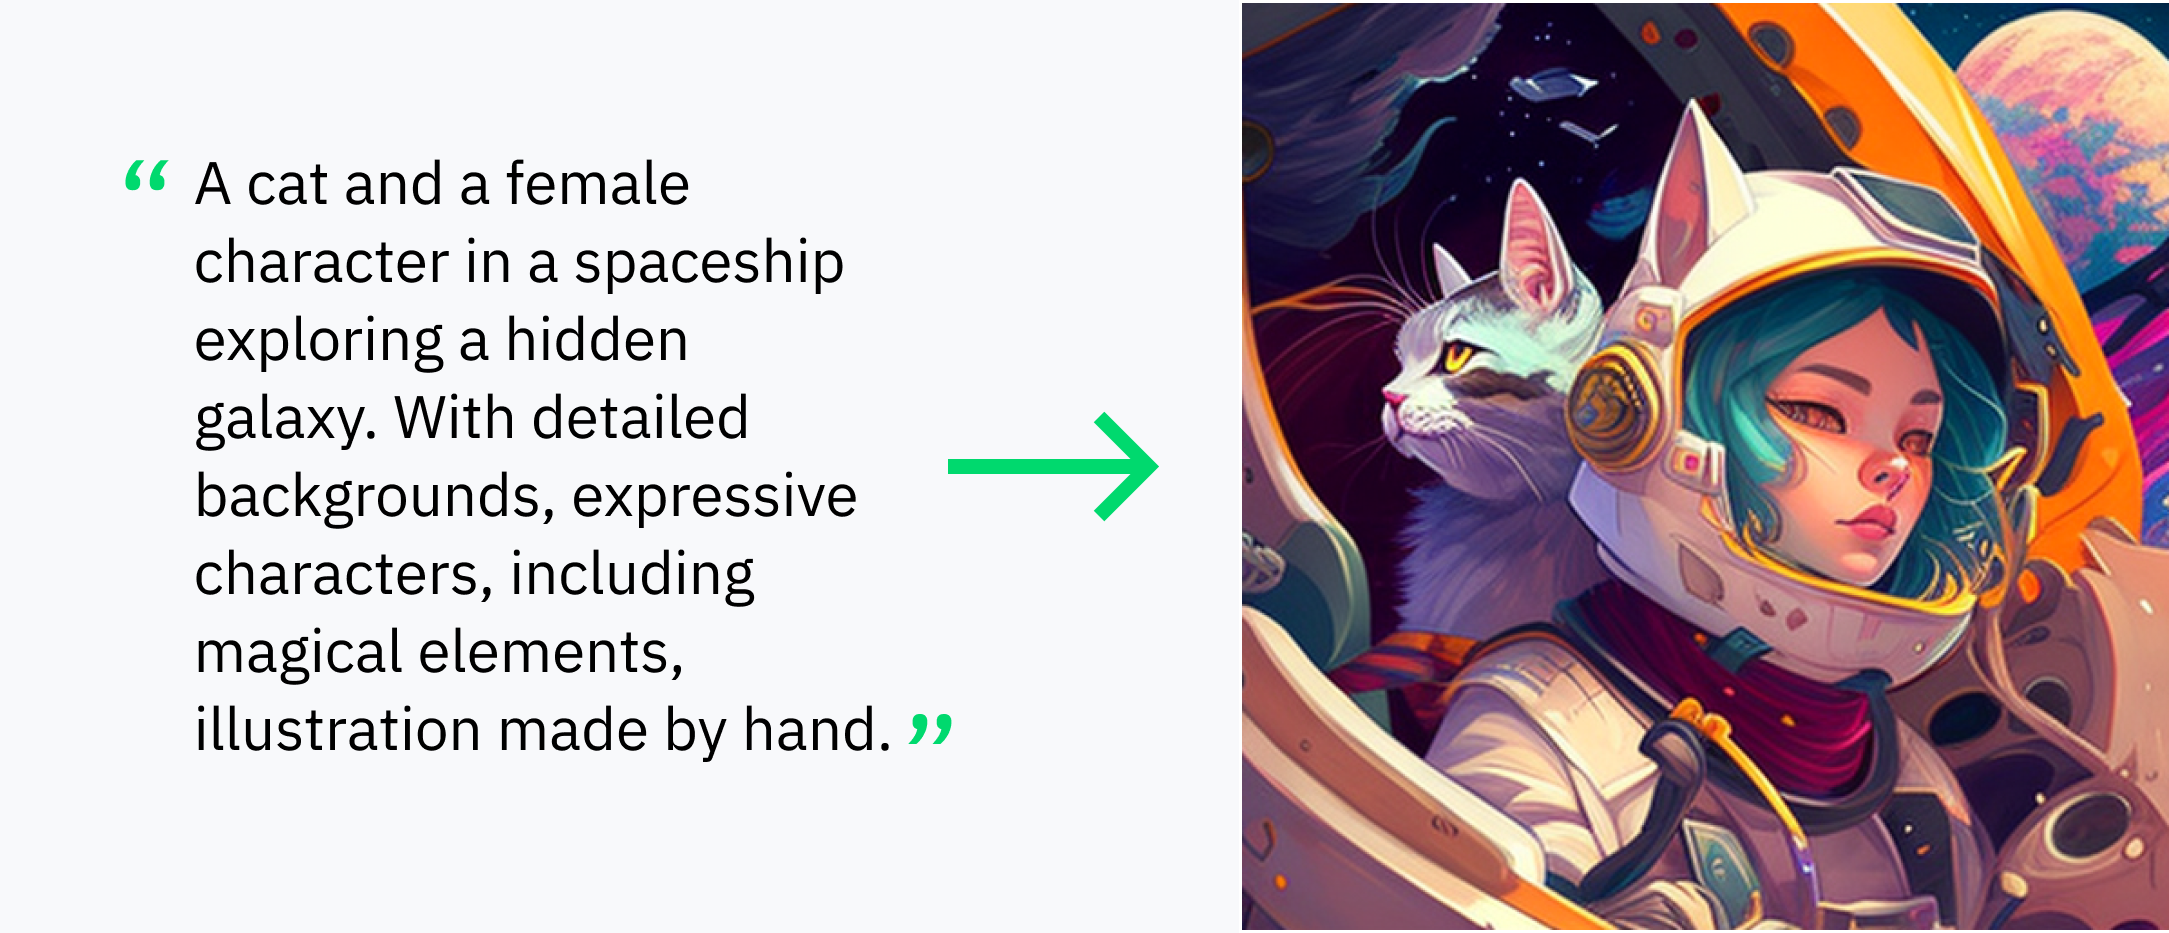 “ A cat and a female
character in a spaceship
exploring a hidden
galaxy. With detailed
backgrounds, expressive
characters, including
magical elements,
illustration made by hand. ”